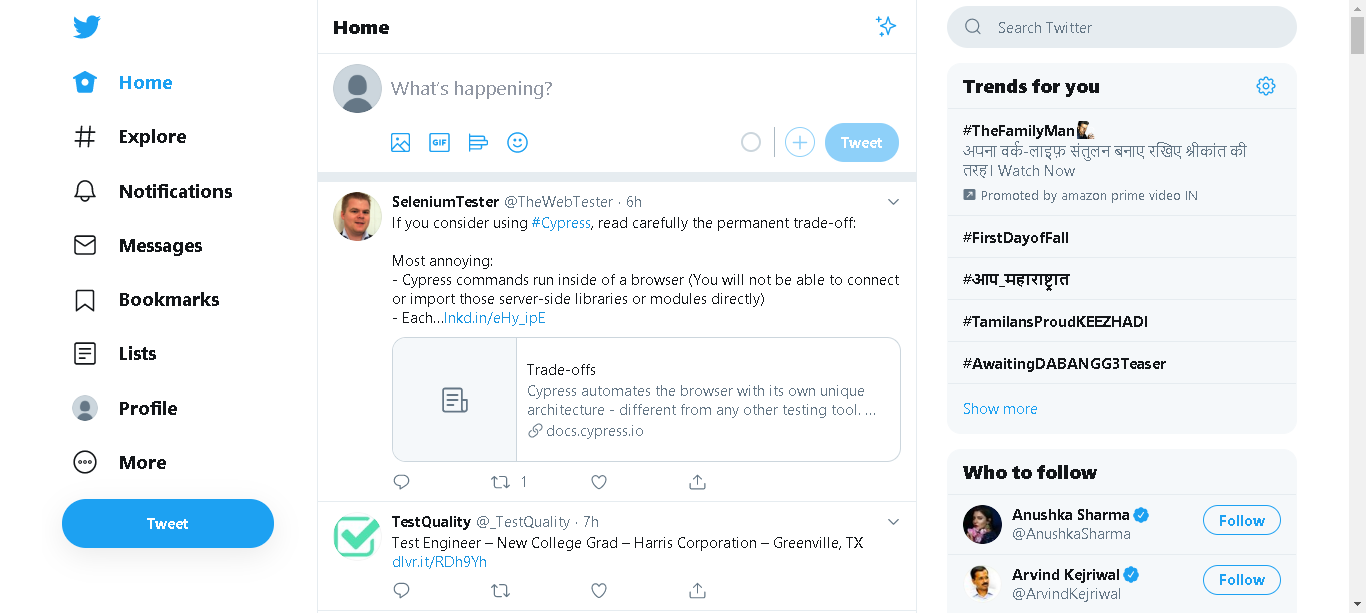 Home
Explore
Notifications
Messages
Bookmarks
Lists
Profile
More
Tweet
Home
What's happening?
GIF
Tweet
SeleniumTester @TheWebTester · 6h
If you consider using #Cypress, read carefully the permanent trade-off:
Most annoying:
- Cypress commands run inside of a browser (You will not be able to connect
or import those server-side libraries or modules directly)
- Each...lnkd.in/eHy_ipE
Trade-offs
Cypress automates the browser with its own unique
architecture - different from any other testing tool. ...
docs.cypress.io
1
TestQuality @_TestQuality · 7h
Test Engineer – New College Grad – Harris Corporation – Greenville, TX
dlvr.it/RDh9Yh
Search Twitter
Trends for you
#TheFamilyMan
अपना वर्क-लाइफ़ संतुलन बनाए रखिए श्रीकांत की
तरह। Watch Now
Promoted by amazon prime video IN
#FirstDayofFall
#आप_महाराष्ट्रात
#TamilansProudKEEZHADI
#AwaitingDABANGG3Teaser
Show more
Who to follow
Anushka Sharma
@AnushkaSharma
Follow
Arvind Kejriwal
@ArvindKejriwal
Follow